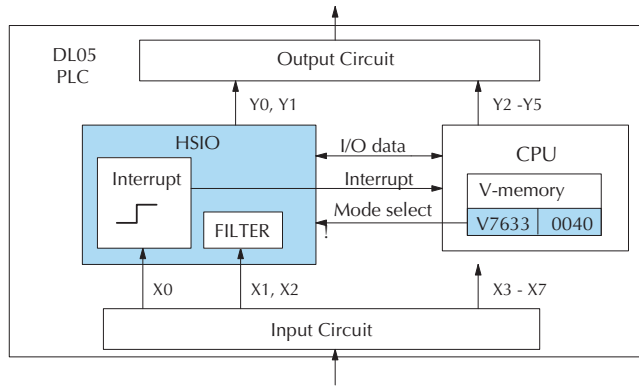 DL05
PLC
Output Circuit
Y0, Y1
Y2 -Y5
HSIO
I/O data
CPU
Interrupt
Interrupt
V-memory
Mode select
V7633 0040
FILTER
!
X0
X1, X2
X3 - X7
Input Circuit